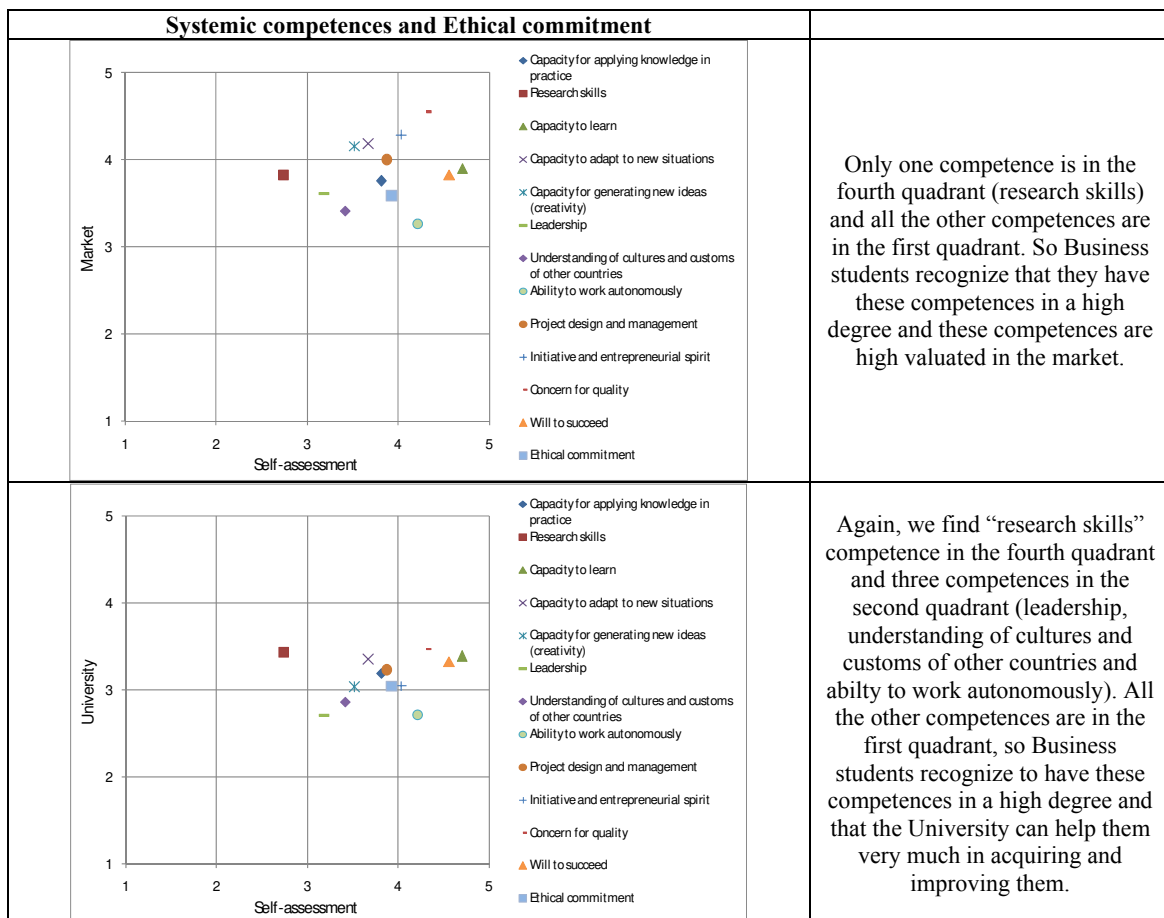 Systemic competences and Ethical commitment
5
4
3
2
1
Market
1 2 3 4 5
Self-assessment
Capacity for applying knowledge in
practice
Research skills
Capacity to learn
Capacity to adapt to new situations
Capacity for generating new ideas
(creativity)
Leadership
Understanding of cultures and customs
of other countries
Ability to work autonomously
Project design and management
Initiative and entrepreneurial spirit
Concern for quality
Will to succeed
Ethical commitment
Only one competence is in the
fourth quadrant (research skills)
and all the other competences are
in the first quadrant. So Business
students recognize that they have
these competences in a high
degree and these competences are
high valuated in the market.
5
4
3
2
1
University
1 2 3 4 5
Self-assessment
Capacity for applying knowledge in
practice
Research skills
Capacity to learn
Capacity to adapt to new situations
Capacity for generating new ideas
(creativity)
Leadership
Understanding of cultures and customs
of other countries
Ability to work autonomously
Project design and management
Initiative and entrepreneurial spirit
Concern for quality
Will to succeed
Ethical commitment
Again, we find “research skills”
competence in the fourth quadrant
and three competences in the
second quadrant (leadership,
understanding of cultures and
customs of other countries and
abilty to work autonomously). All
the other competences are in the
first quadrant, so Business
students recognize to have these
competences in a high degree and
that the University can help them
very much in acquiring and
improving them.